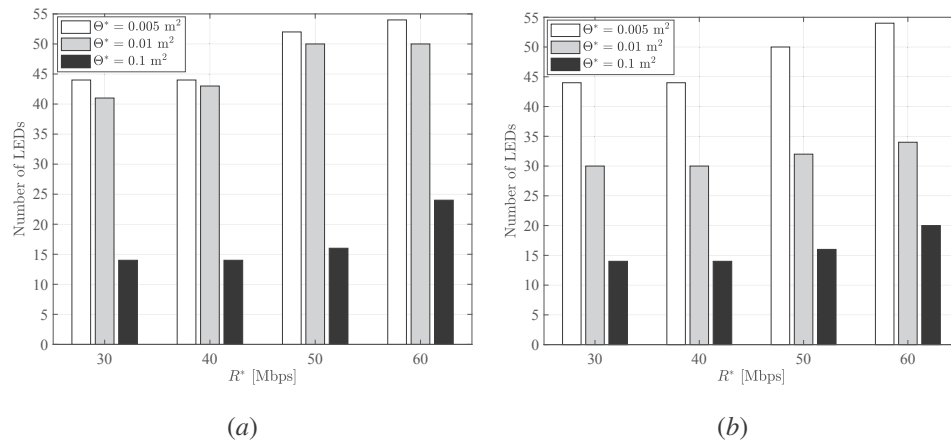 55
50
45
40
35
30
25
20
15
10
5
0
Number of LEDs
Θ* = 0.005 m²
Θ* = 0.01 m²
Θ* = 0.1 m²
30 40 50 60
R* [Mbps]
(a)
55
50
45
40
35
30
25
20
15
10
5
0
Number of LEDs
Θ* = 0.005 m²
Θ* = 0.01 m²
Θ* = 0.1 m²
30 40 50 60
R* [Mbps]
(b)